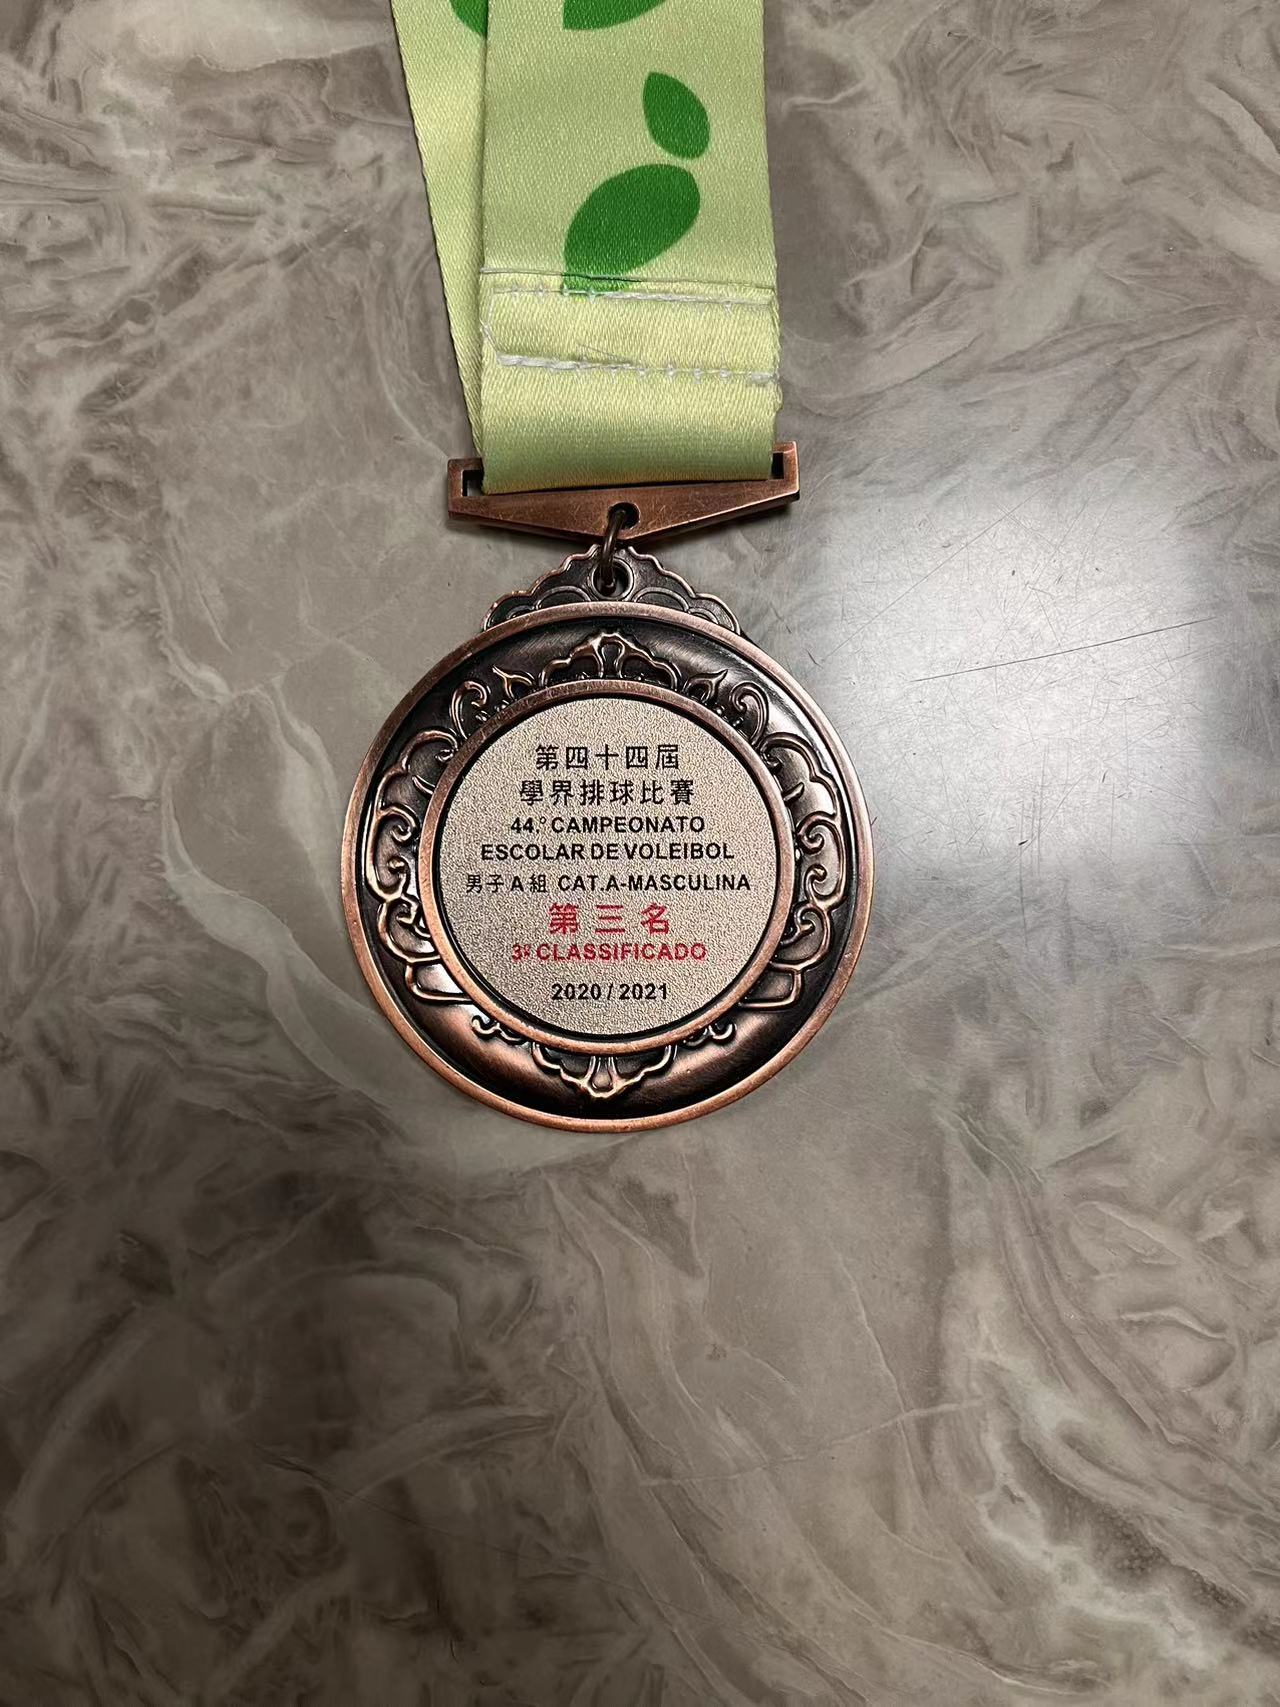 第四十四屆
學界排球比賽
44.º CAMPEONATO
ESCOLAR DE VOLEIBOL
男子A組 CAT.A-MASCULINA
第三名
3º CLASSIFICADO
2020/2021